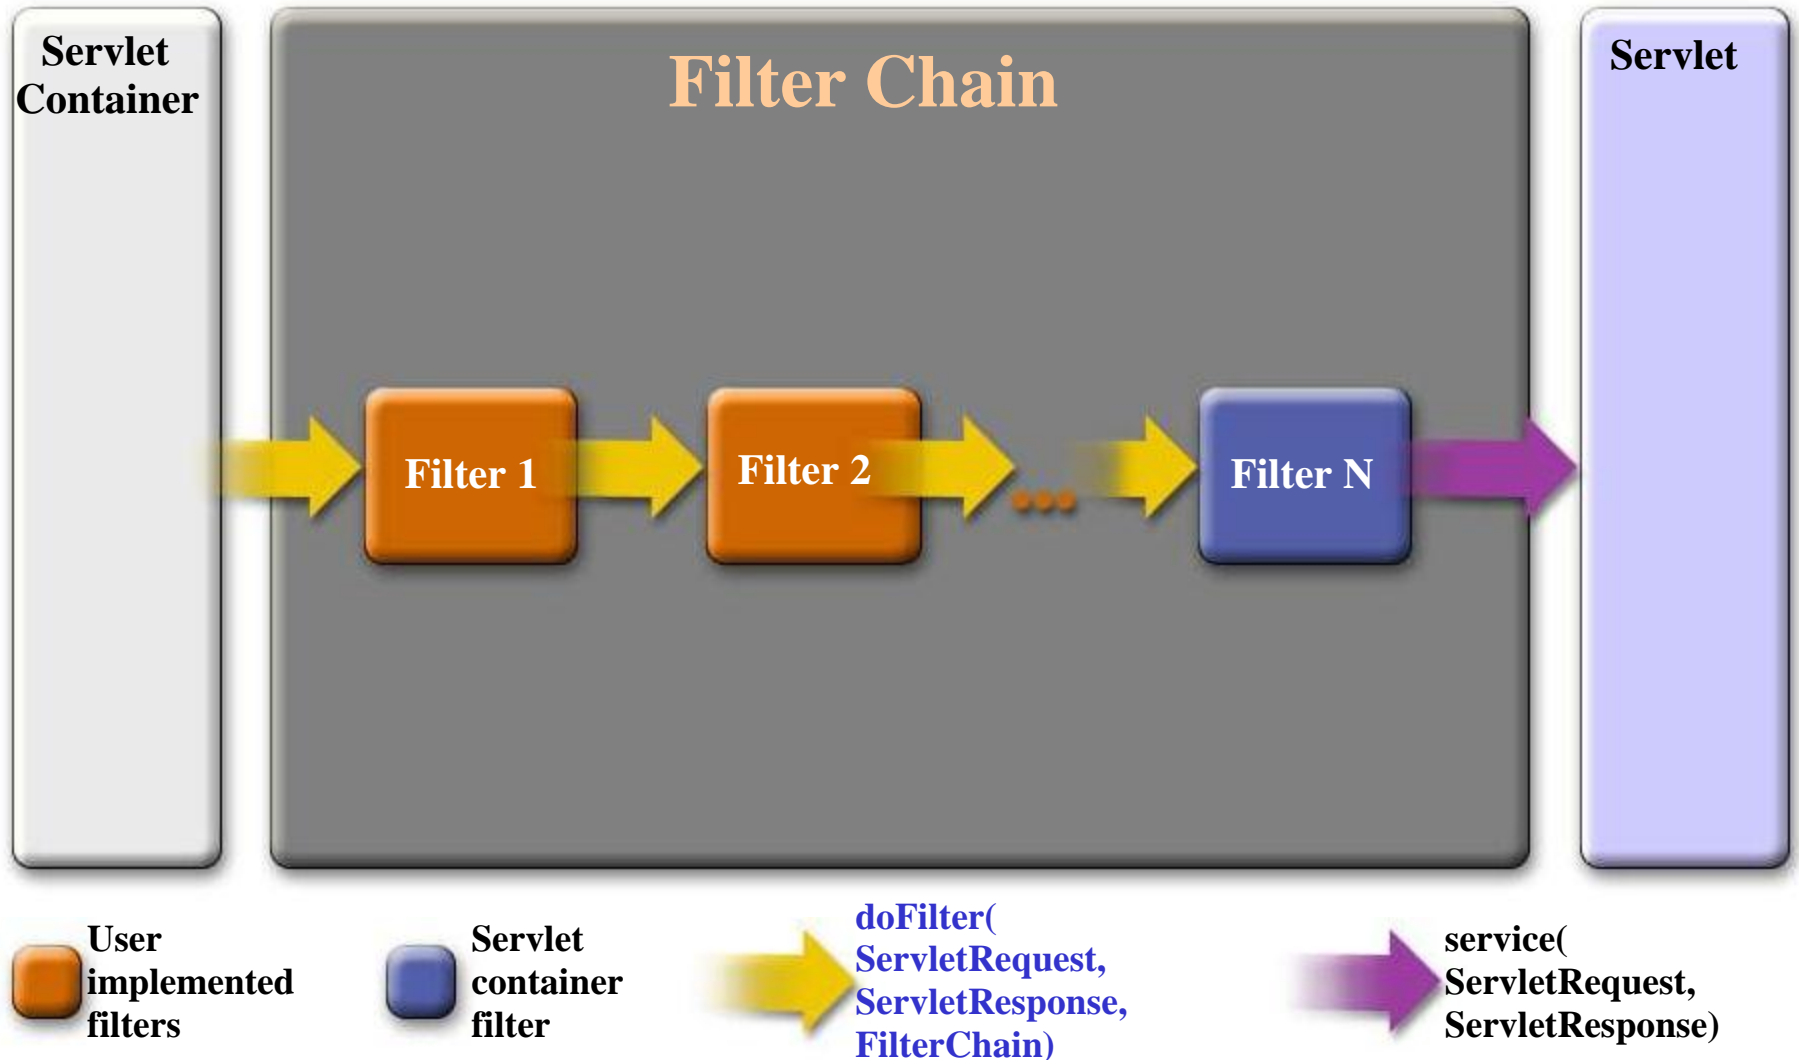 Servlet
Container
Filter Chain
Servlet
Filter 1
Filter 2
Filter N
User
implemented
filters
Servlet
container
filter
doFilter(
ServletRequest,
ServletResponse,
FilterChain)
service(
ServletRequest,
ServletResponse)